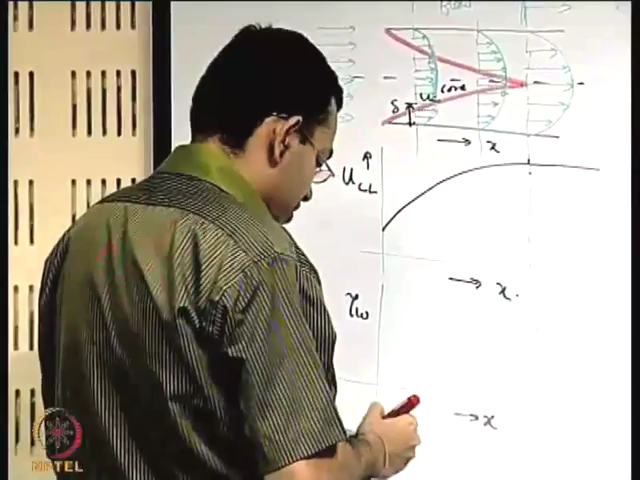 δ u core
x
U_CL
x.
τ_w
x
NPTEL